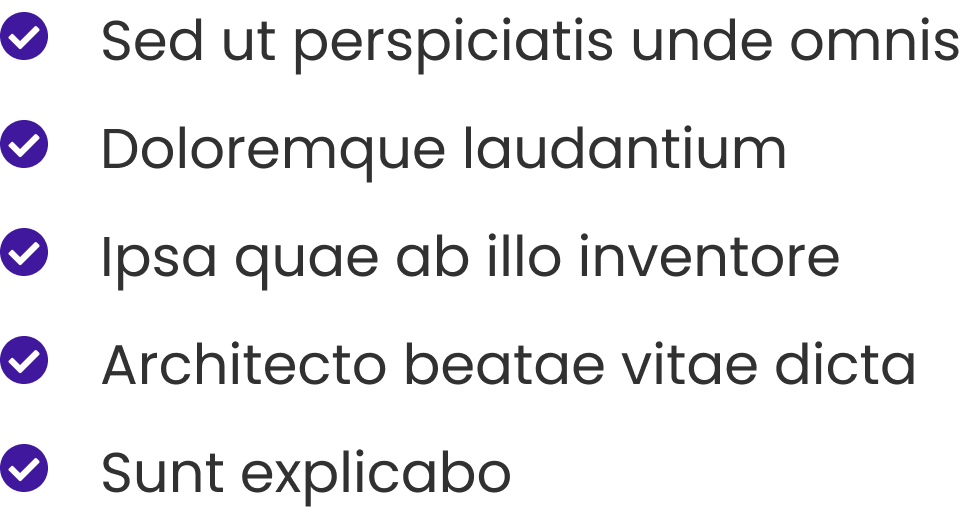 Sed ut perspiciatis unde omnis
Doloremque laudantium
Ipsa quae ab illo inventore
Architecto beatae vitae dicta
Sunt explicabo